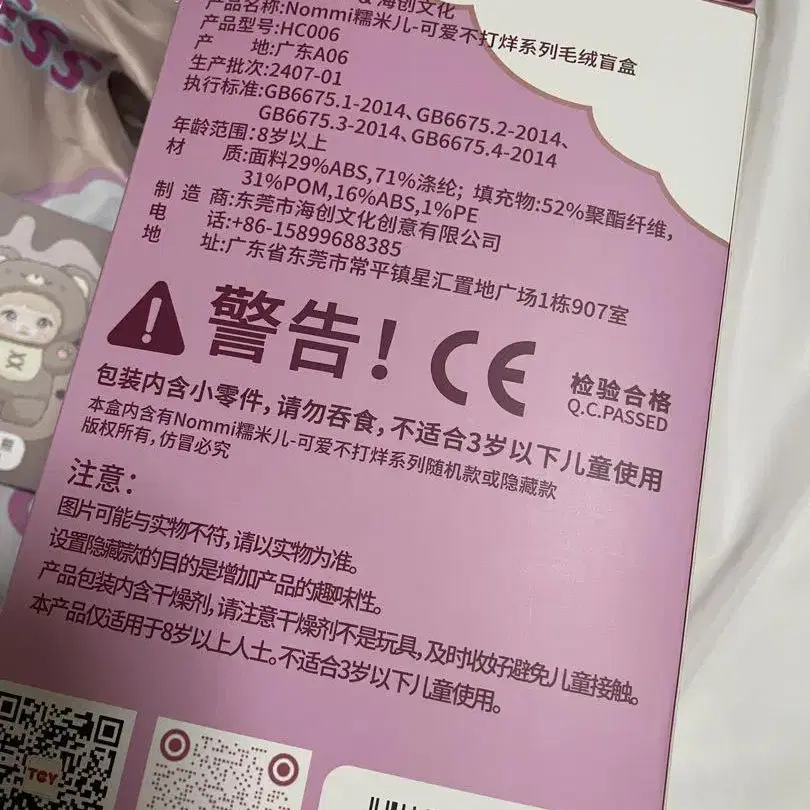 ESS
& 海创文化
产品名称:Nommi糯米儿-可爱不打烊系列毛绒盲盒
产品型号:HC006
产 地:广东A06
生产批次:2407-01
执行标准:GB6675.1-2014、GB6675.2-2014、
GB6675.3-2014、GB6675.4-2014
年龄范围:8岁以上
材 质:面料29%ABS,71%涤纶; 填充物:52%聚酯纤维,
31%POM,16%ABS,1%PE
制 造 商:东莞市海创文化创意有限公司
电 话:+86-15899688385
地 址:广东省东莞市常平镇星汇置地广场1栋907室
警告! CE
检验合格
Q.C.PASSED
包装内含小零件,请勿吞食,不适合3岁以下儿童使用
本盒内含有Nommi糯米儿-可爱不打烊系列随机款或隐藏款
版权所有,仿冒必究
注意:
图片可能与实物不符,请以实物为准。
设置隐藏款的目的是增加产品的趣味性。
产品包装内含干燥剂,请注意干燥剂不是玩具,及时收好避免儿童接触。
本产品仅适用于8岁以上人士。不适合3岁以下儿童使用。
TCY